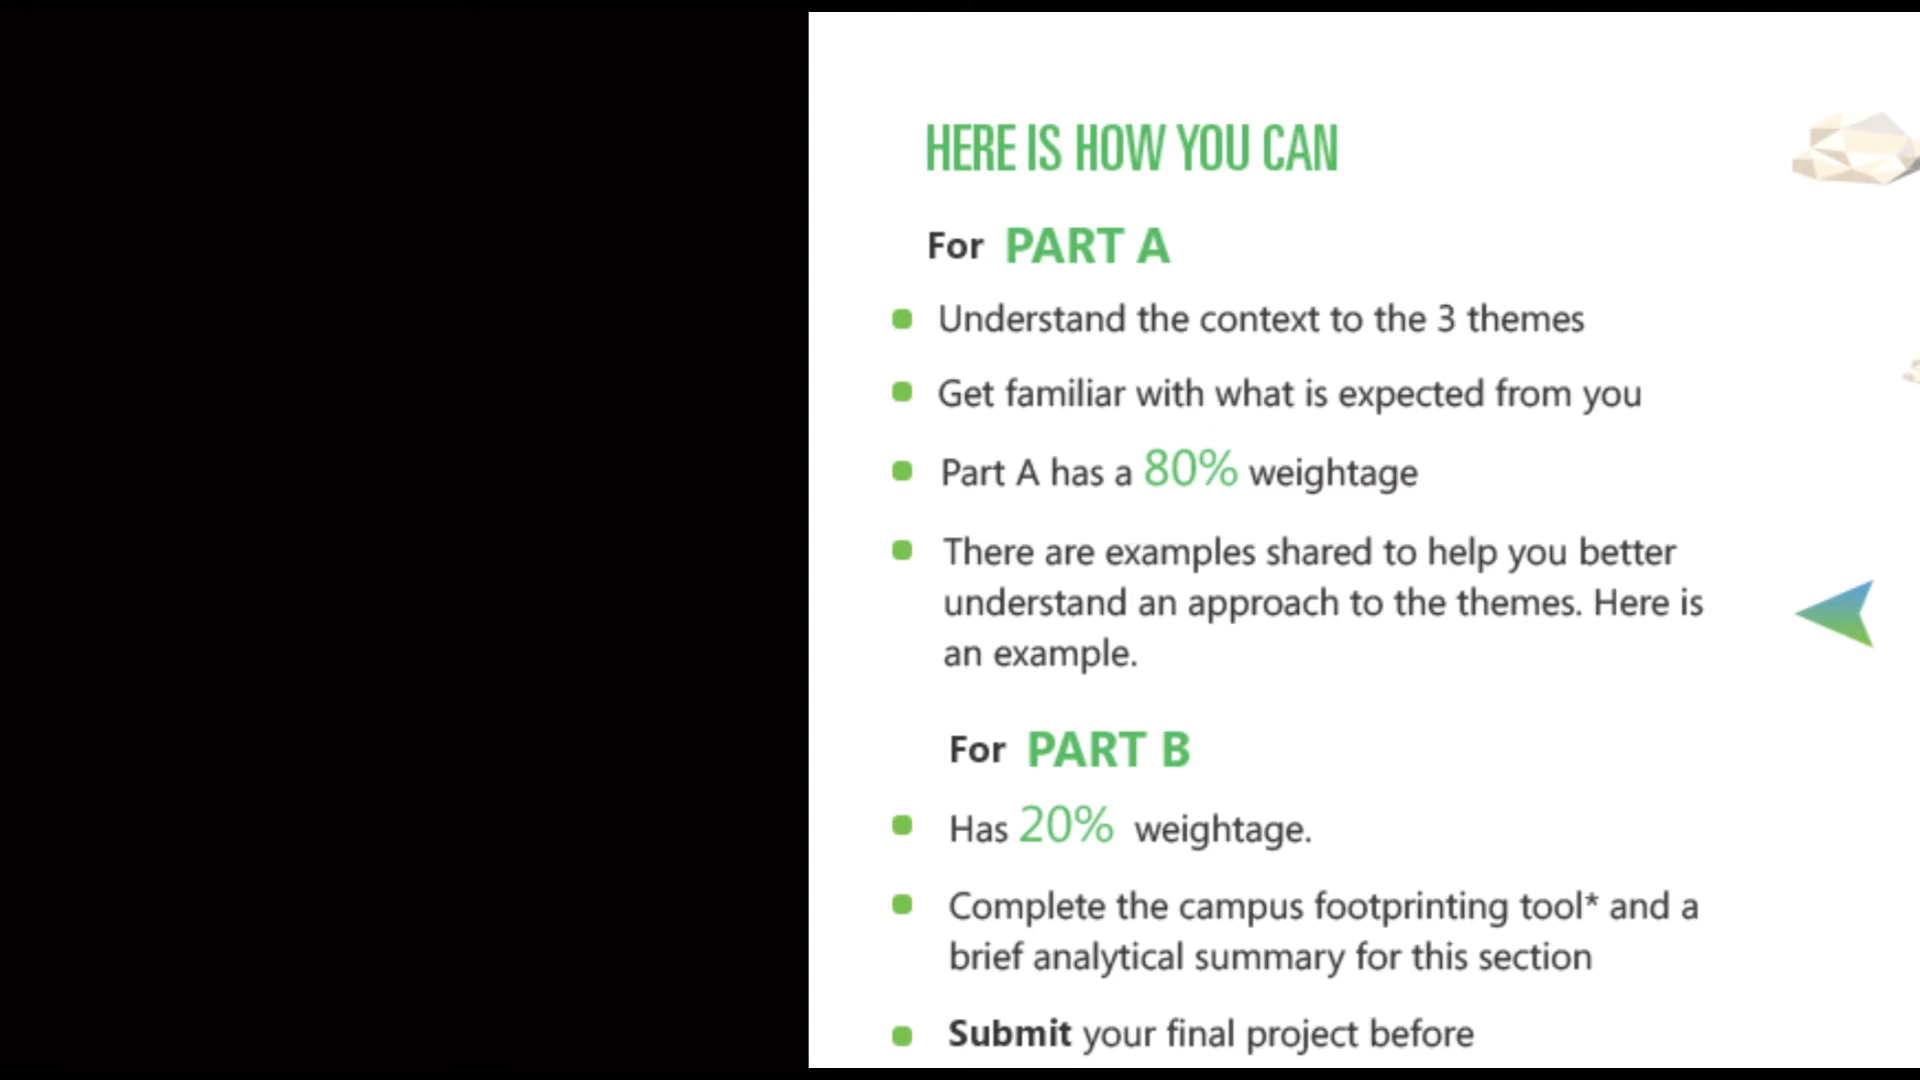 HERE IS HOW YOU CAN
For PART A
Understand the context to the 3 themes
Get familiar with what is expected from you
Part A has a 80% weightage
There are examples shared to help you better
understand an approach to the themes. Here is
an example.
For PART B
Has 20% weightage.
Complete the campus footprinting tool* and a
brief analytical summary for this section
Submit your final project before